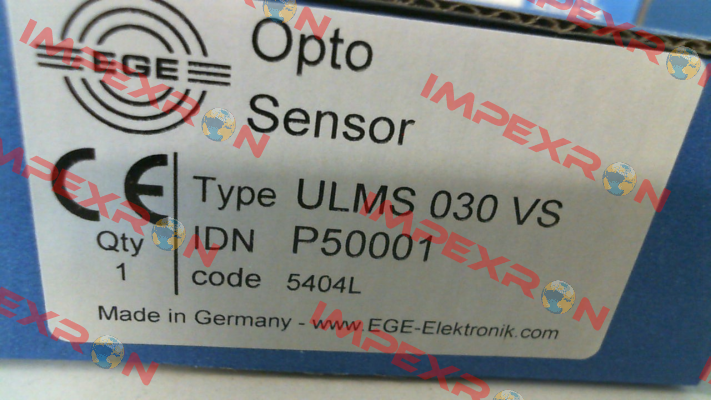 EGE
Opto
Sensor
CE
Type ULMS 030 VS
Qty
1
IDN P50001
code 5404L
Made in Germany - www.EGE-Elektronik.com
IMPEXRON
IMPEXRON
IMPEXRON
IMPEXRON
IMPEXRON